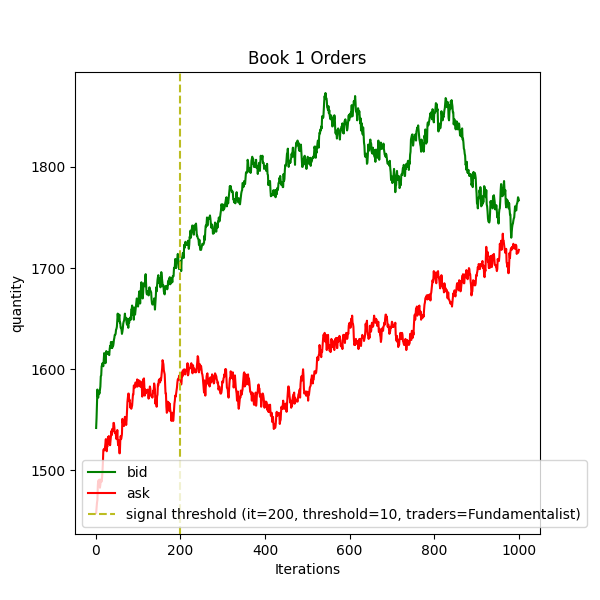 Book 1 Orders
quantity
1800
1700
1600
1500
bid
ask
signal threshold (it=200, threshold=10, traders=Fundamentalist)
0 200 400 600 800 1000
Iterations